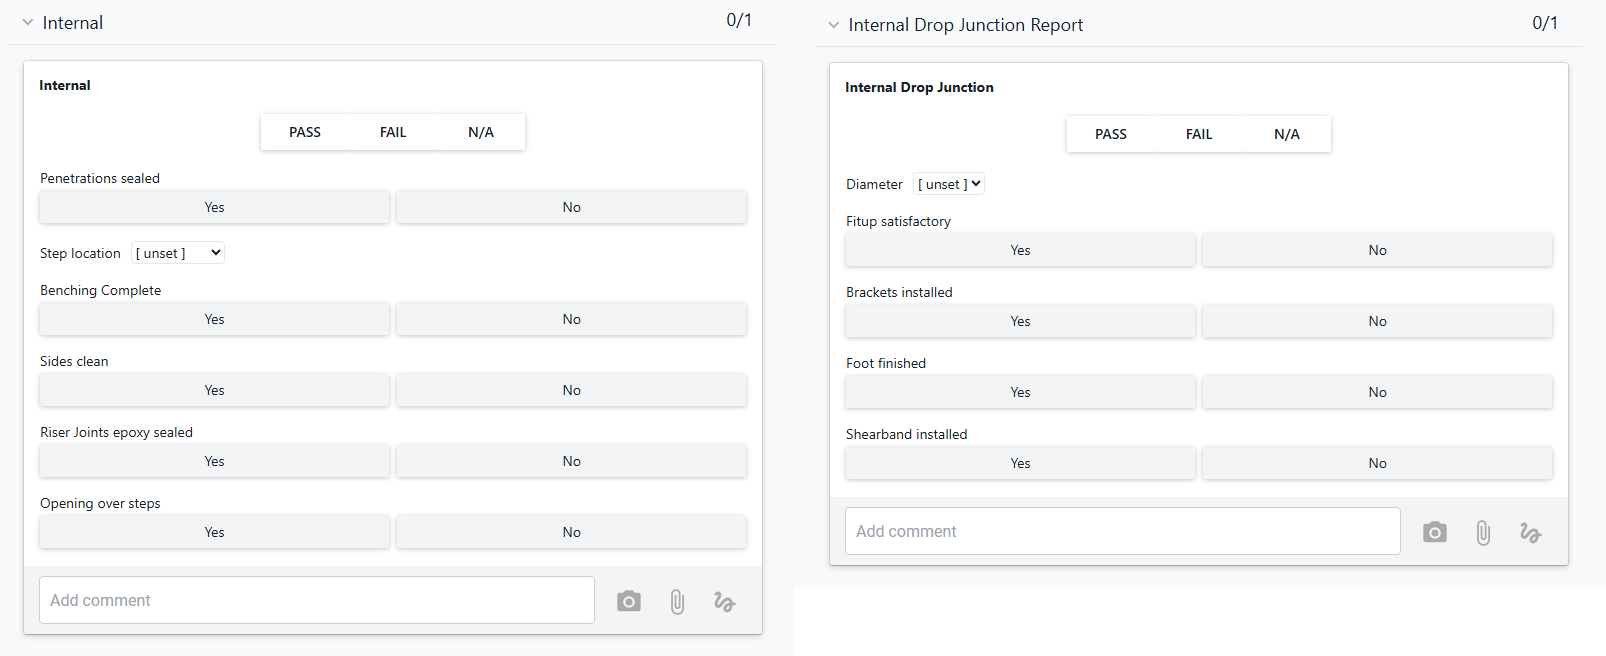 Internal
0/1
Internal
PASS FAIL N/A
Penetrations sealed
Yes No
Step location [ unset ]
Benching Complete
Yes No
Sides clean
Yes No
Riser Joints epoxy sealed
Yes No
Opening over steps
Yes No
Add comment
Internal Drop Junction Report
0/1
Internal Drop Junction
PASS FAIL N/A
Diameter [ unset ]
Fitup satisfactory
Yes No
Brackets installed
Yes No
Foot finished
Yes No
Shearband installed
Yes No
Add comment